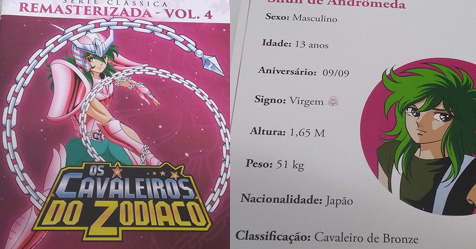 SÉRIE CLÁSSICA
REMASTERIZADA - VOL. 4
OS
CAVALEIROS
DO ZODÍACO
Shun de Andrômeda
Sexo: Masculino
Idade: 13 anos
Aniversário: 09/09
Signo: Virgem
Altura: 1,65 M
Peso: 51 kg
Nacionalidade: Japão
Classificação: Cavaleiro de Bronze